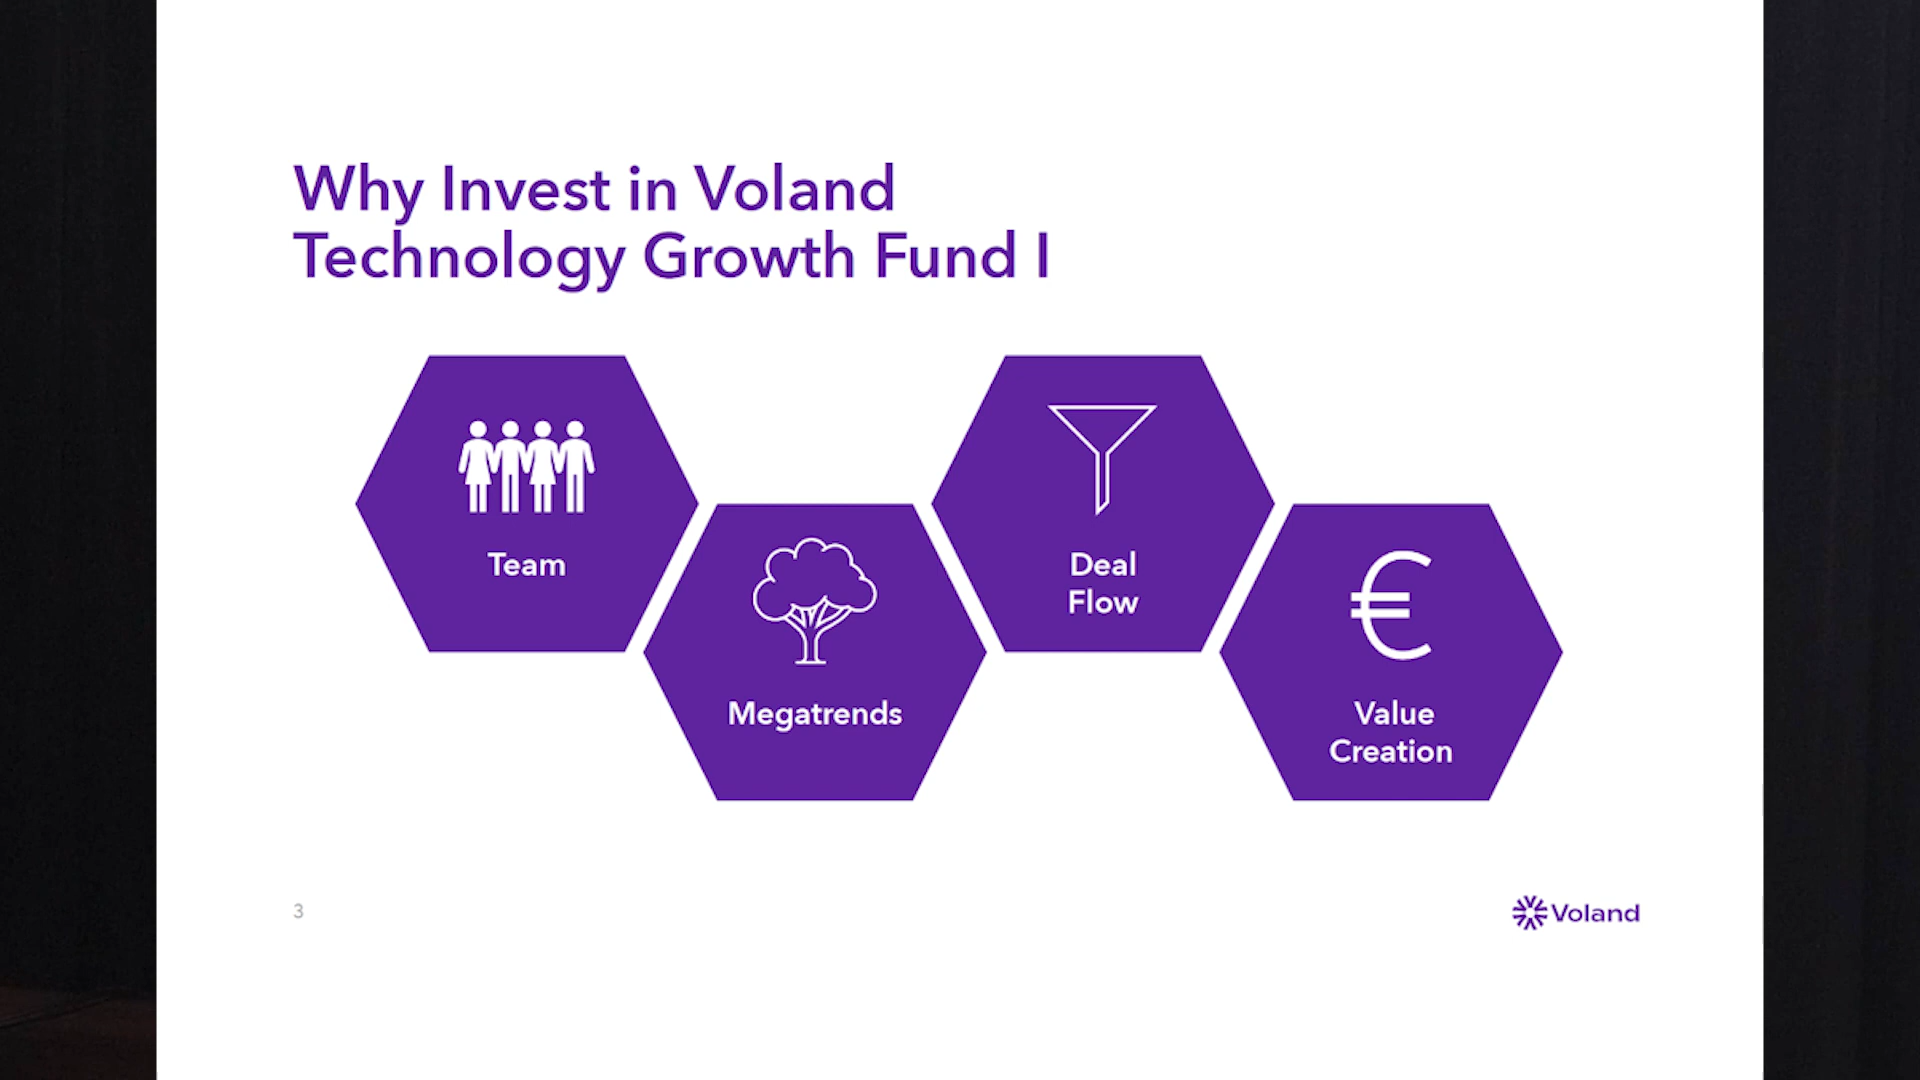 Why Invest in Voland
Technology Growth Fund I
Team
Megatrends
Deal
Flow
€
Value
Creation
3
Voland